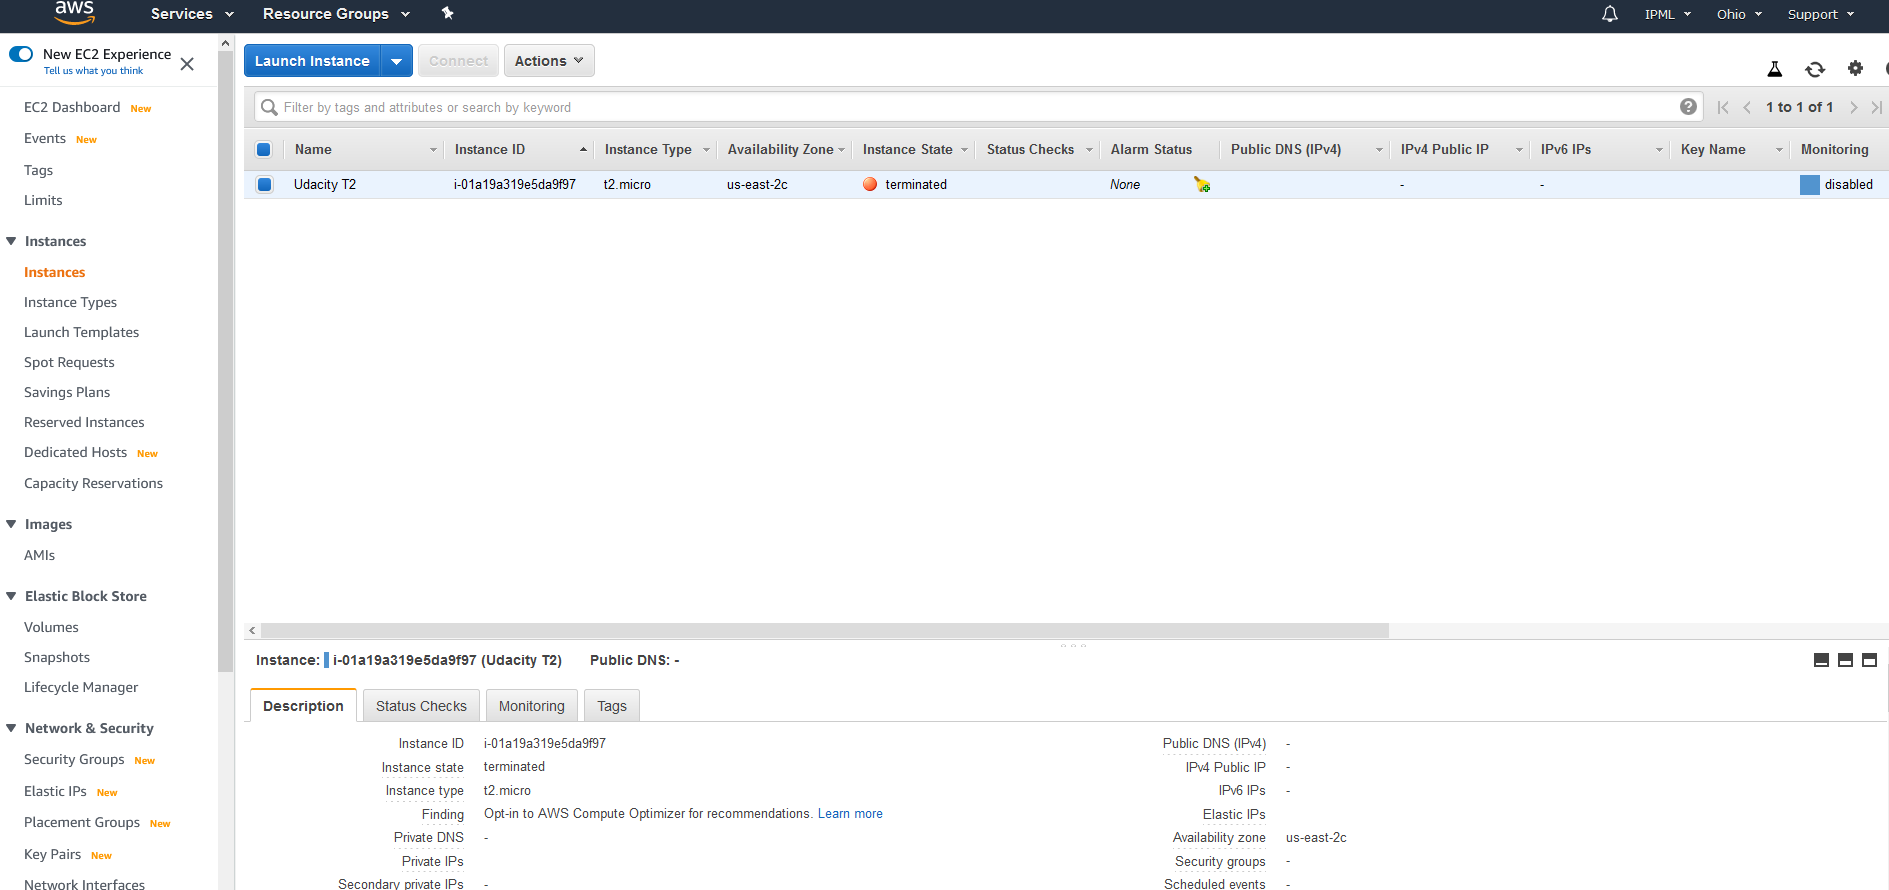 aws Services Resource Groups IPML Ohio Support
New EC2 Experience
Tell us what you think
EC2 Dashboard New
Events New
Tags
Limits
Instances
Instances
Instance Types
Launch Templates
Spot Requests
Savings Plans
Reserved Instances
Dedicated Hosts New
Capacity Reservations
Images
AMIs
Elastic Block Store
Volumes
Snapshots
Lifecycle Manager
Network & Security
Security Groups New
Elastic IPs New
Placement Groups New
Key Pairs New
Network Interfaces
Launch Instance Connect Actions
Filter by tags and attributes or search by keyword ? 1 to 1 of 1
Name Instance ID Instance Type Availability Zone Instance State Status Checks Alarm Status Public DNS (IPv4) IPv4 Public IP IPv6 IPs Key Name Monitoring
Udacity T2 i-01a19a319e5da9f97 t2.micro us-east-2c terminated None - - disabled
Instance: i-01a19a319e5da9f97 (Udacity T2) Public DNS: -
Description Status Checks Monitoring Tags
Instance ID i-01a19a319e5da9f97 Public DNS (IPv4) -
Instance state terminated IPv4 Public IP -
Instance type t2.micro IPv6 IPs -
Finding Opt-in to AWS Compute Optimizer for recommendations. Learn more Elastic IPs
Private DNS - Availability zone us-east-2c
Private IPs Security groups -
Secondary private IPs - Scheduled events -